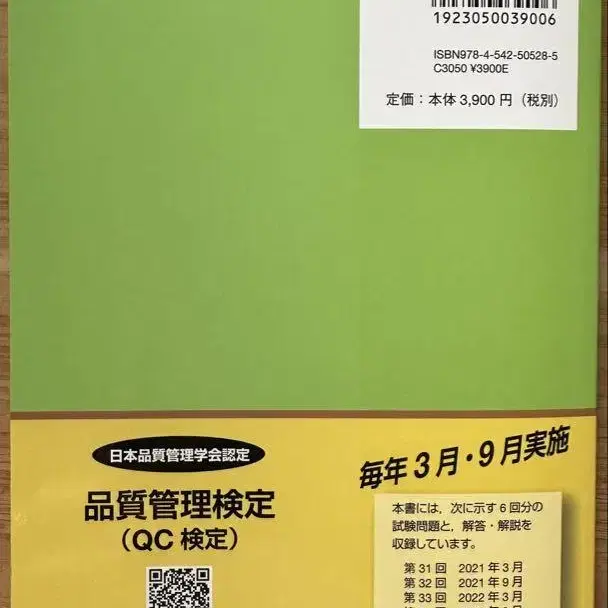 1923050039006
ISBN978-4-542-50528-5
C3050 ¥3900E
定価：本体 3,900 円（税別）
日本品質管理学会認定
品質管理検定
（QC 検定）
毎年 3 月・9 月実施
本書には，次に示す 6 回分の
試験問題と，解答・解説を
収録しています。
第 31 回 2021 年 3 月
第 32 回 2021 年 9 月
第 33 回 2022 年 3 月